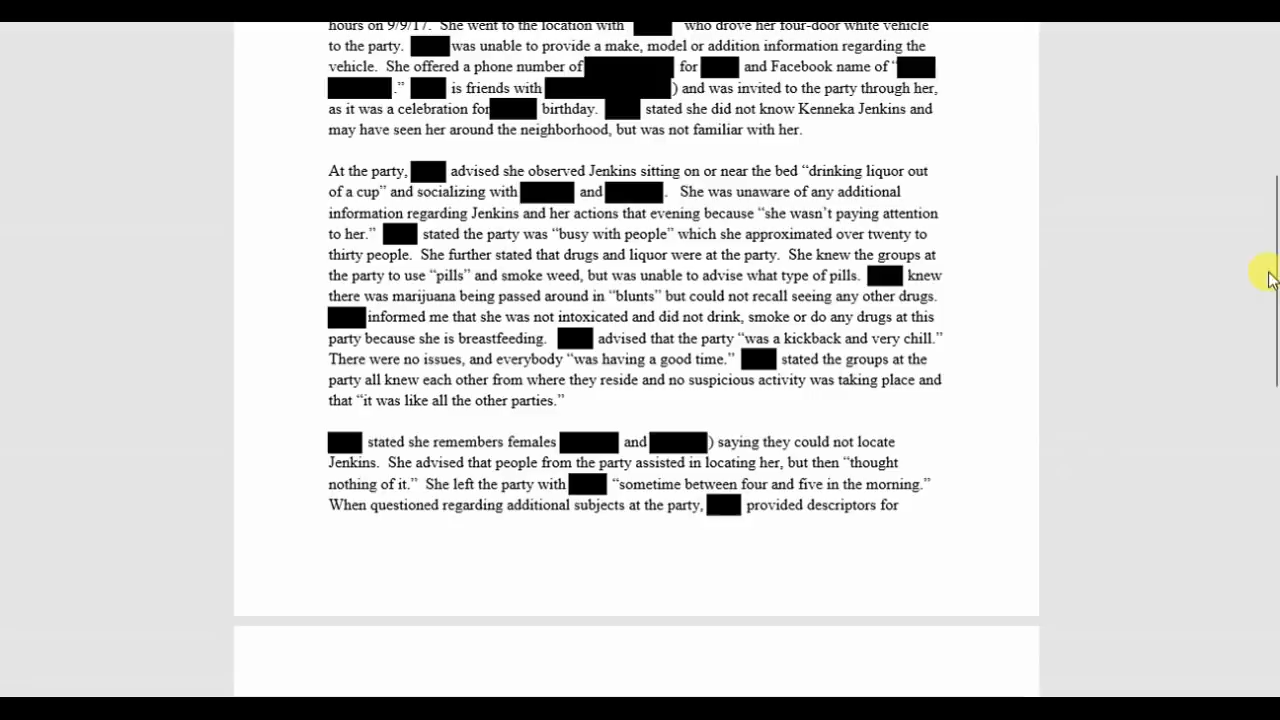 hours on 9/9/17. She went to the location with who drove her four-door white vehicle
to the party. was unable to provide a make, model or addition information regarding the
vehicle. She offered a phone number of for and Facebook name of “
.” is friends with ) and was invited to the party through her,
as it was a celebration for birthday. stated she did not know Kenneka Jenkins and
may have seen her around the neighborhood, but was not familiar with her.
At the party, advised she observed Jenkins sitting on or near the bed “drinking liquor out
of a cup” and socializing with and . She was unaware of any additional
information regarding Jenkins and her actions that evening because “she wasn’t paying attention
to her.” stated the party was “busy with people” which she approximated over twenty to
thirty people. She further stated that drugs and liquor were at the party. She knew the groups at
the party to use “pills” and smoke weed, but was unable to advise what type of pills. knew
there was marijuana being passed around in “blunts” but could not recall seeing any other drugs.
informed me that she was not intoxicated and did not drink, smoke or do any drugs at this
party because she is breastfeeding. advised that the party “was a kickback and very chill.”
There were no issues, and everybody “was having a good time.” stated the groups at the
party all knew each other from where they reside and no suspicious activity was taking place and
that “it was like all the other parties.”
stated she remembers females and ) saying they could not locate
Jenkins. She advised that people from the party assisted in locating her, but then “thought
nothing of it.” She left the party with “sometime between four and five in the morning.”
When questioned regarding additional subjects at the party, provided descriptors for